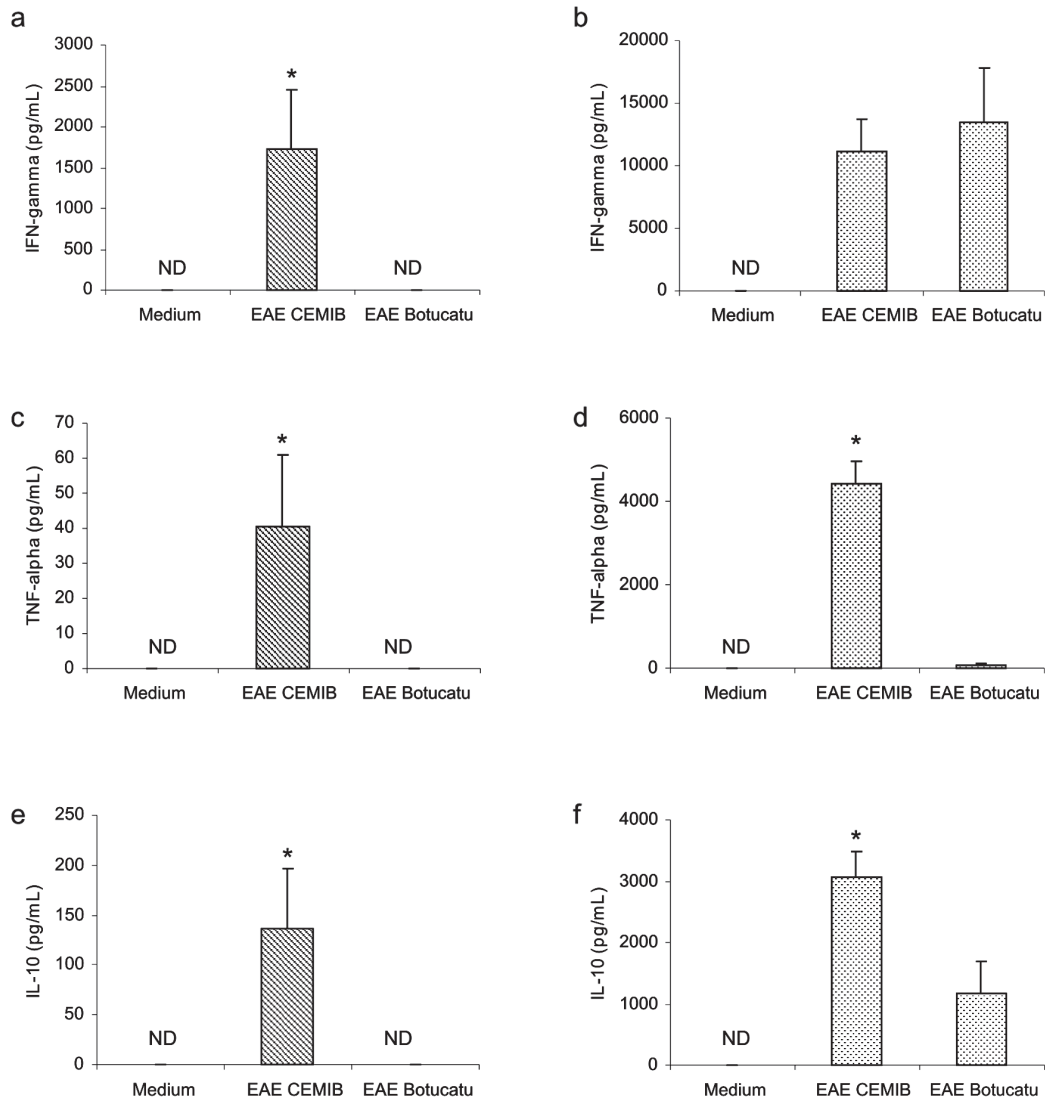 a
IFN-gamma (pg/mL)
3000
2500
2000
1500
1000
500
0
ND
*
ND
Medium EAE CEMIB EAE Botucatu
b
IFN-gamma (pg/mL)
20000
15000
10000
5000
0
ND
Medium EAE CEMIB EAE Botucatu
c
TNF-alpha (pg/mL)
70
60
50
40
30
20
10
0
ND
*
ND
Medium EAE CEMIB EAE Botucatu
d
TNF-alpha (pg/mL)
6000
4000
2000
0
ND
*
Medium EAE CEMIB EAE Botucatu
e
IL-10 (pg/mL)
250
200
150
100
50
0
ND
*
ND
Medium EAE CEMIB EAE Botucatu
f
IL-10 (pg/mL)
4000
3000
2000
1000
0
ND
*
Medium EAE CEMIB EAE Botucatu